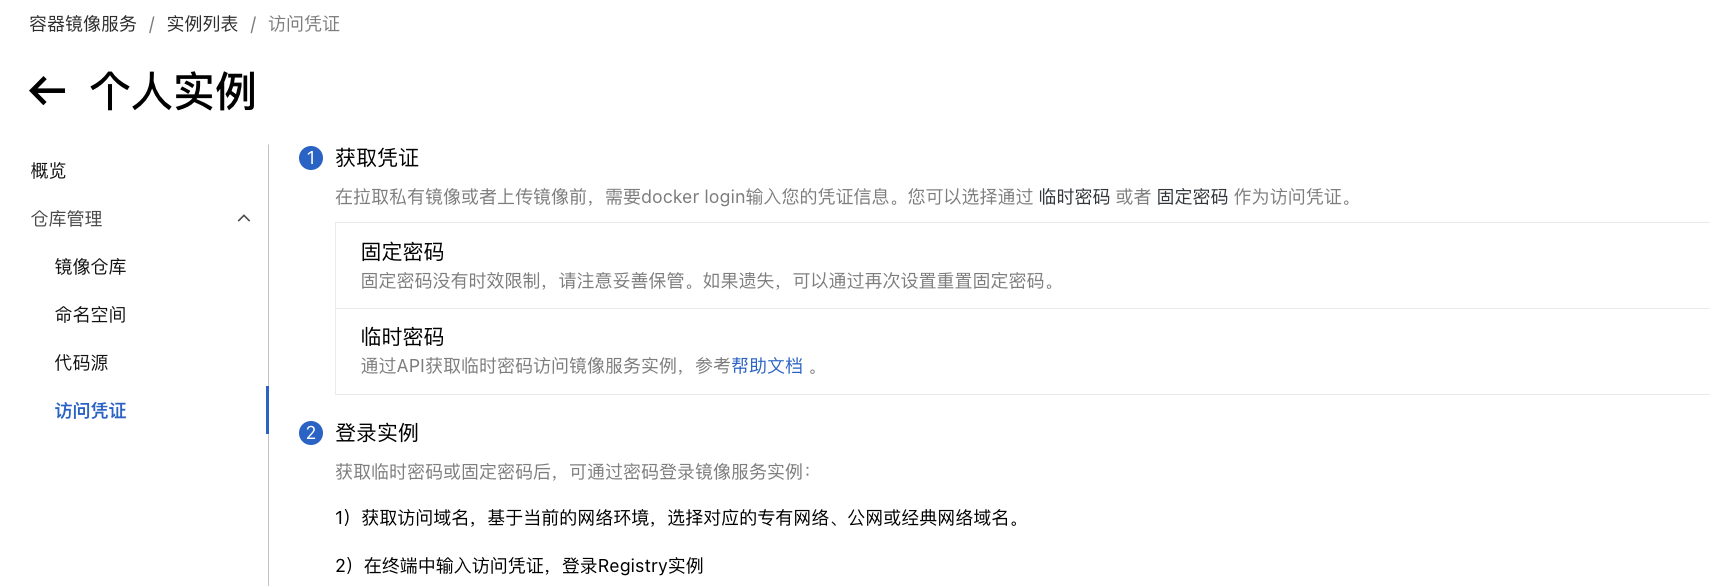 容器镜像服务 / 实例列表 / 访问凭证
个人实例
概览
仓库管理
镜像仓库
命名空间
代码源
访问凭证
1 获取凭证
在拉取私有镜像或者上传镜像前，需要docker login输入您的凭证信息。您可以选择通过 临时密码 或者 固定密码 作为访问凭证。
固定密码
固定密码没有时效限制，请注意妥善保管。如果遗失，可以通过再次设置重置固定密码。
临时密码
通过API获取临时密码访问镜像服务实例，参考帮助文档 。
2 登录实例
获取临时密码或固定密码后，可通过密码登录镜像服务实例：
1）获取访问域名，基于当前的网络环境，选择对应的专有网络、公网或经典网络域名。
2）在终端中输入访问凭证，登录Registry实例